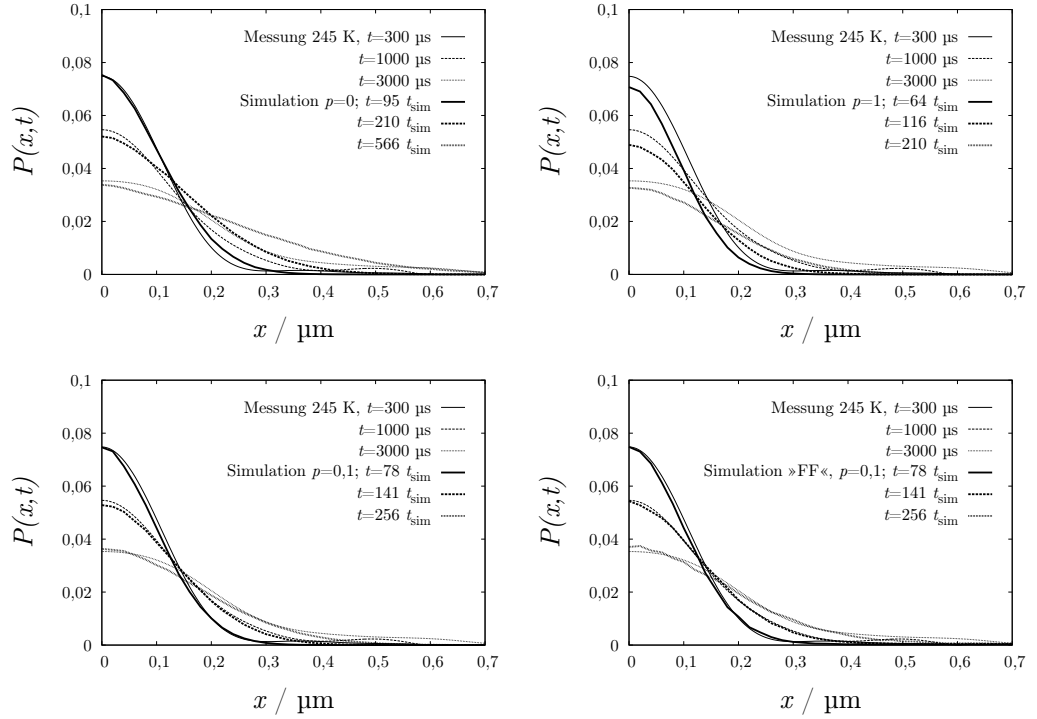 0,1
0,08
0,06
0,04
0,02
0
P(x,t)
Messung 245 K, t=300 µs
t=1000 µs
t=3000 µs
Simulation p=0; t=95 t_sim
t=210 t_sim
t=566 t_sim
0 0,1 0,2 0,3 0,4 0,5 0,6 0,7
x / µm
0,1
0,08
0,06
0,04
0,02
0
P(x,t)
Messung 245 K, t=300 µs
t=1000 µs
t=3000 µs
Simulation p=1; t=64 t_sim
t=116 t_sim
t=210 t_sim
0 0,1 0,2 0,3 0,4 0,5 0,6 0,7
x / µm
0,1
0,08
0,06
0,04
0,02
0
P(x,t)
Messung 245 K, t=300 µs
t=1000 µs
t=3000 µs
Simulation p=0,1; t=78 t_sim
t=141 t_sim
t=256 t_sim
0 0,1 0,2 0,3 0,4 0,5 0,6 0,7
x / µm
0,1
0,08
0,06
0,04
0,02
0
P(x,t)
Messung 245 K, t=300 µs
t=1000 µs
t=3000 µs
Simulation »FF«, p=0,1; t=78 t_sim
t=141 t_sim
t=256 t_sim
0 0,1 0,2 0,3 0,4 0,5 0,6 0,7
x / µm